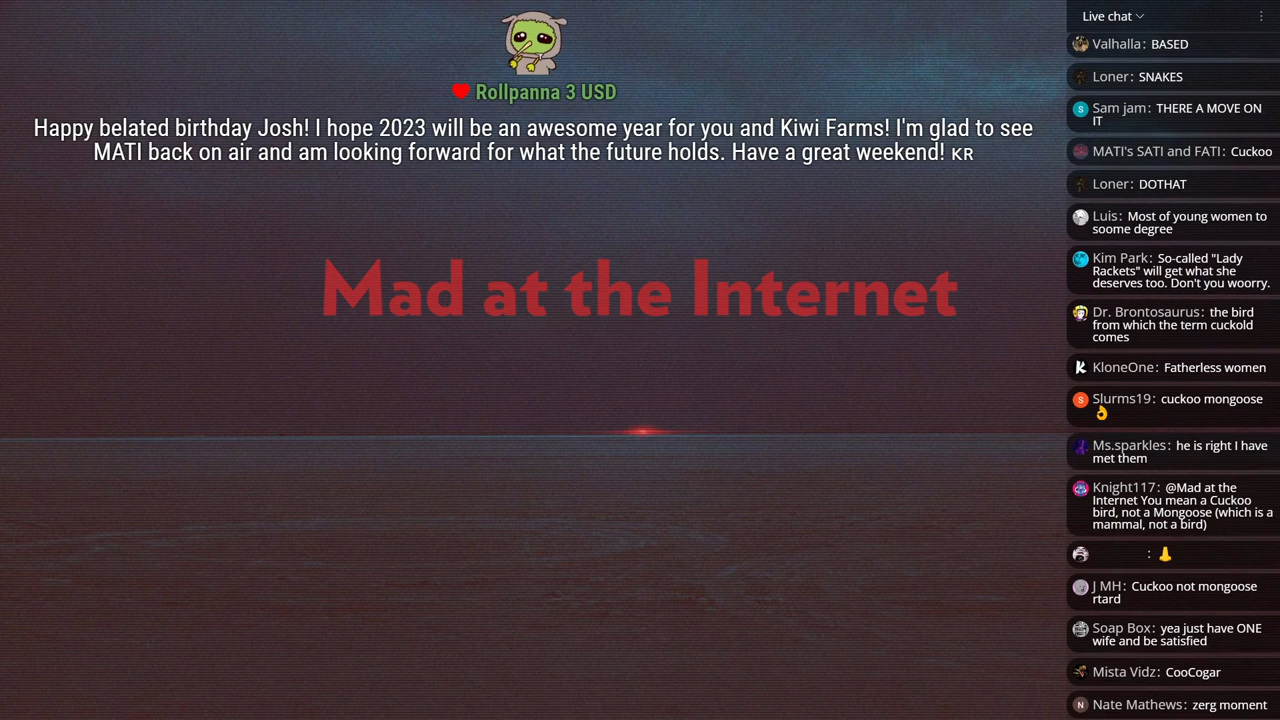 Rollpanna 3 USD
Happy belated birthday Josh! I hope 2023 will be an awesome year for you and Kiwi Farms! I'm glad to see
MATI back on air and am looking forward for what the future holds. Have a great weekend! KR
Mad at the Internet
Live chat
Valhalla: BASED
Loner: SNAKES
Sam jam: THERE A MOVE ON
IT
MATI's SATI and FATI: Cuckoo
Loner: DOTHAT
Luis: Most of young women to
soome degree
Kim Park: So-called "Lady
Rackets" will get what she
deserves too. Don't you woorry.
Dr. Brontosaurus: the bird
from which the term cuckold
comes
KloneOne: Fatherless women
Slurms19: cuckoo mongoose
👌
Ms.sparkles: he is right I have
met them
Knight117: @Mad at the
Internet You mean a Cuckoo
bird, not a Mongoose (which is a
mammal, not a bird)
: 👃
J MH: Cuckoo not mongoose
rtard
Soap Box: yea just have ONE
wife and be satisfied
Mista Vidz: CooCogar
Nate Mathews: zerg moment